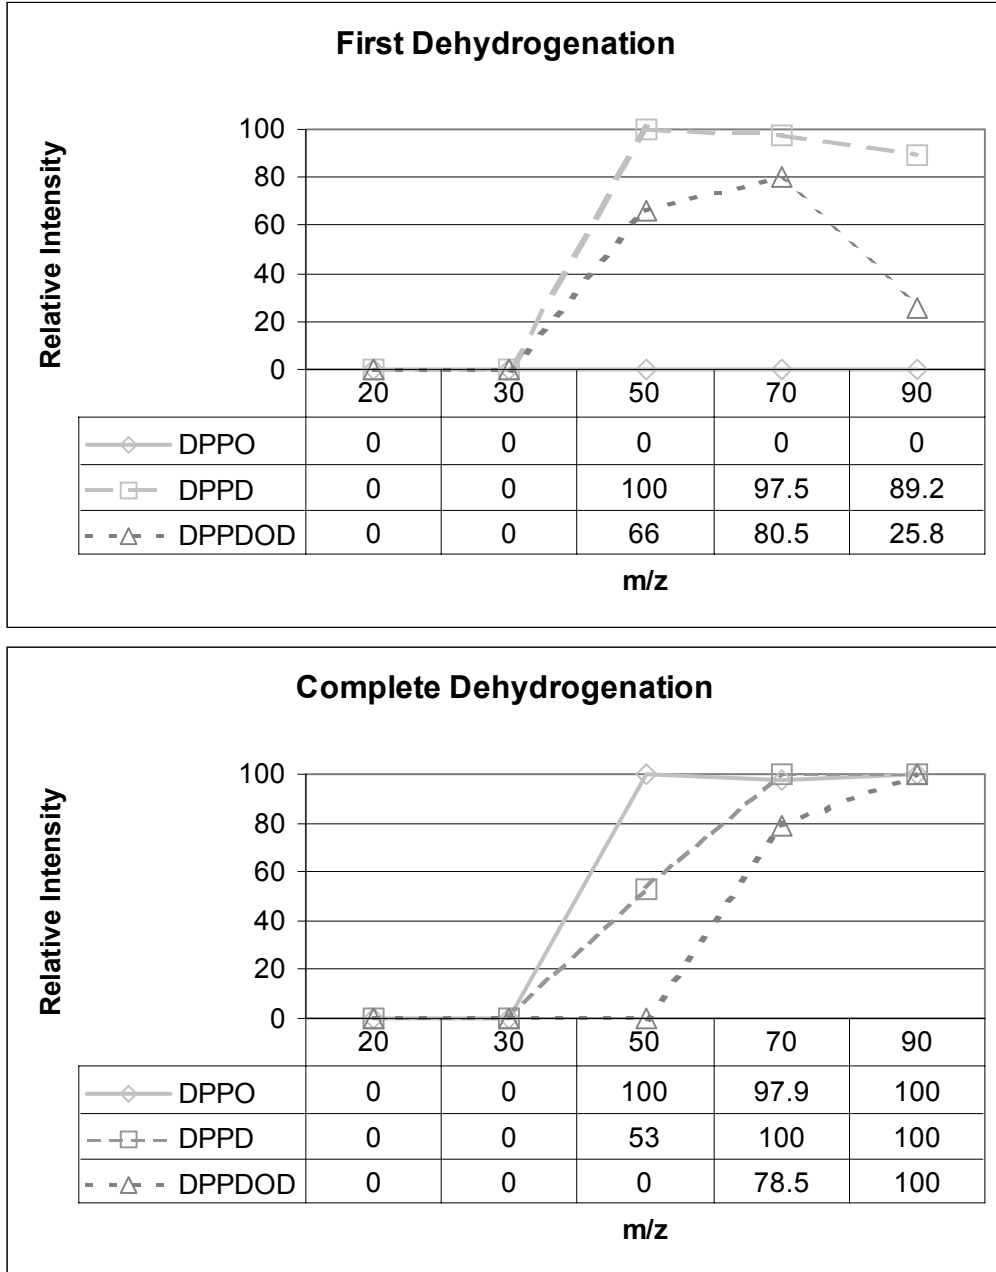 First Dehydrogenation
Relative Intensity
100
80
60
40
20
0
20 30 50 70 90
DPPO 0 0 0 0 0
DPPD 0 0 100 97.5 89.2
DPPDOD 0 0 66 80.5 25.8
m/z
Complete Dehydrogenation
Relative Intensity
100
80
60
40
20
0
20 30 50 70 90
DPPO 0 0 100 97.9 100
DPPD 0 0 53 100 100
DPPDOD 0 0 0 78.5 100
m/z